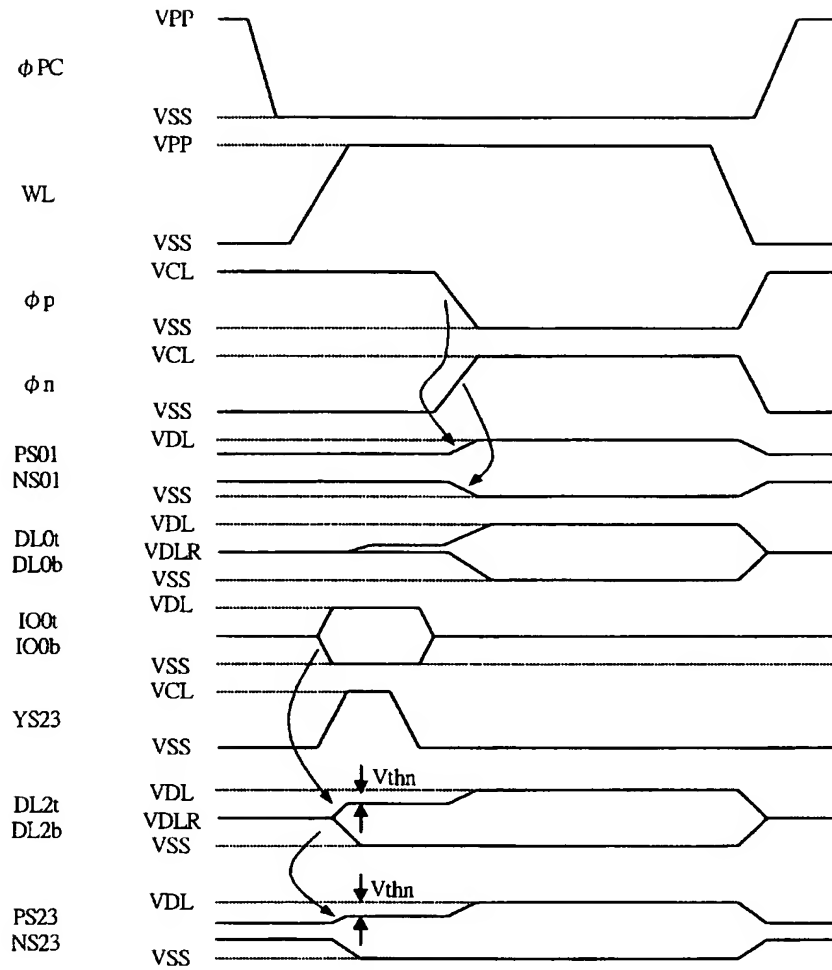 VPP
φPC
VSS
VPP
WL
VSS
VCL
φp
VSS
VCL
φn
VSS
VDL
PS01
NS01
VSS
VDL
DL0t
VDLR
DL0b
VSS
VDL
IO0t
IO0b
VSS
VCL
YS23
VSS
Vthn
VDL
DL2t
VDLR
DL2b
VSS
VDL
Vthn
PS23
NS23
VSS